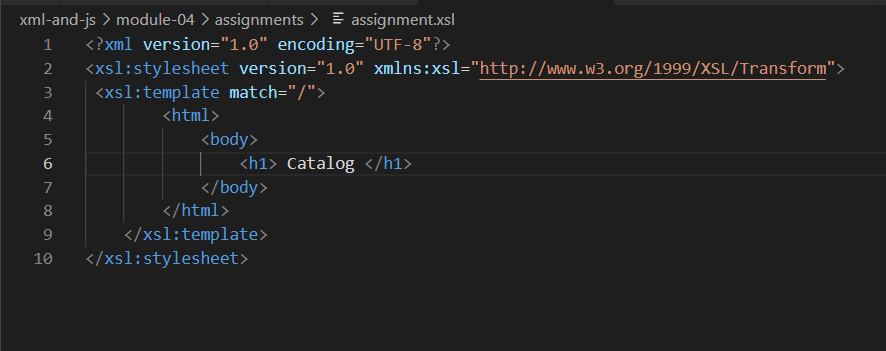 xml-and-js > module-04 > assignments > assignment.xsl
1 <?xml version="1.0" encoding="UTF-8"?>
2 <xsl:stylesheet version="1.0" xmlns:xsl="http://www.w3.org/1999/XSL/Transform">
3 <xsl:template match="/">
4 <html>
5 <body>
6 <h1> Catalog </h1>
7 </body>
8 </html>
9 </xsl:template>
10 </xsl:stylesheet>